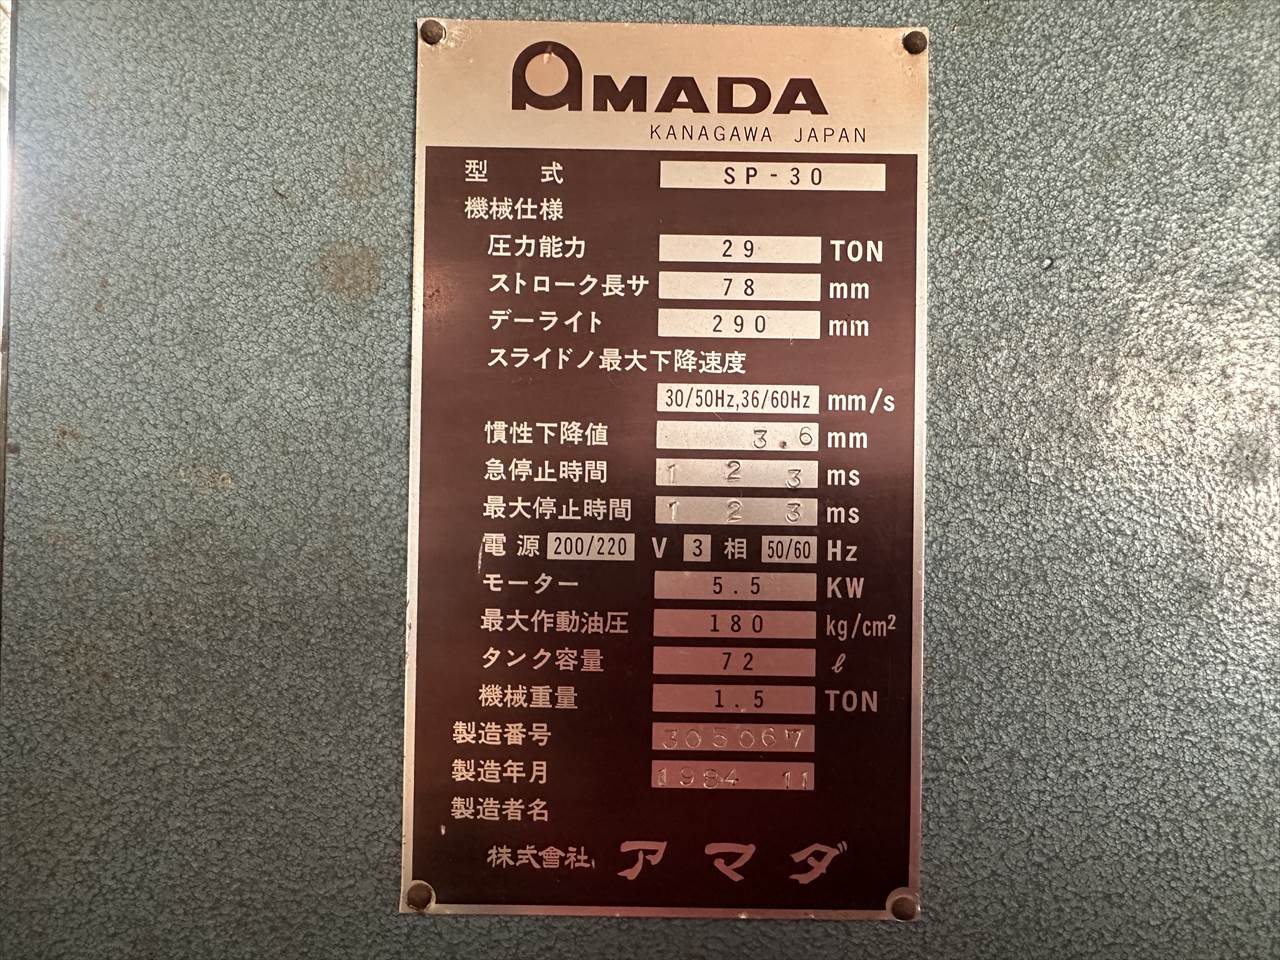 AMADA
KANAGAWA JAPAN
型 式 SP-30
機械仕様
圧力能力 29 TON
ストローク長サ 78 mm
デーライト 290 mm
スライドノ最大下降速度
30/50Hz,36/60Hz mm/s
慣性下降値 3.6 mm
急停止時間 123 ms
最大停止時間 123 ms
電源 200/220 V 3 相 50/60 Hz
モーター 5.5 KW
最大作動油圧 180 kg/cm²
タンク容量 72 ℓ
機械重量 1.5 TON
製造番号 305067
製造年月 1984 11
製造者名
株式會社 アマダ